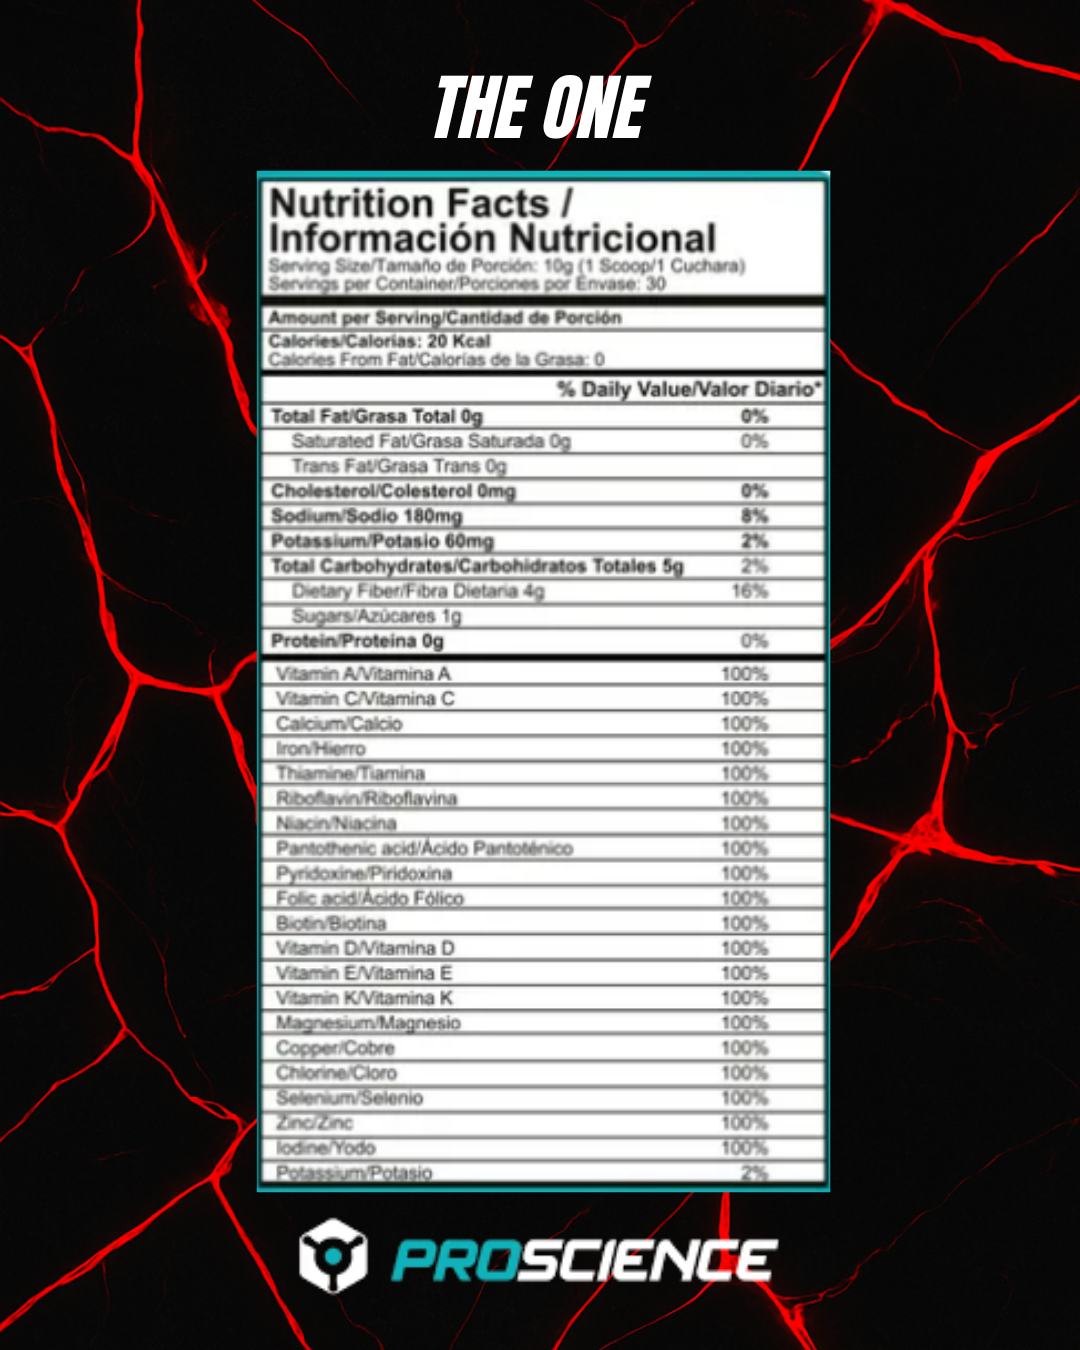 THE ONE
Nutrition Facts /
Información Nutricional
Serving Size/Tamaño de Porción: 10g (1 Scoop/1 Cuchara)
Servings per Container/Porciones por Envase: 30
Amount per Serving/Cantidad de Porción
Calories/Calorías: 20 Kcal
Calories From Fat/Calorías de la Grasa: 0
% Daily Value/Valor Diario*
Total Fat/Grasa Total 0g 0%
Saturated Fat/Grasa Saturada 0g 0%
Trans Fat/Grasa Trans 0g
Cholesterol/Colesterol 0mg 0%
Sodium/Sodio 180mg 8%
Potassium/Potasio 60mg 2%
Total Carbohydrates/Carbohidratos Totales 5g 2%
Dietary Fiber/Fibra Dietaria 4g 16%
Sugars/Azúcares 1g
Protein/Proteína 0g 0%
Vitamin A/Vitamina A 100%
Vitamin C/Vitamina C 100%
Calcium/Calcio 100%
Iron/Hierro 100%
Thiamine/Tiamina 100%
Riboflavin/Riboflavina 100%
Niacin/Niacina 100%
Pantothenic acid/Ácido Pantoténico 100%
Pyridoxine/Piridoxina 100%
Folic acid/Ácido Fólico 100%
Biotin/Biotina 100%
Vitamin D/Vitamina D 100%
Vitamin E/Vitamina E 100%
Vitamin K/Vitamina K 100%
Magnesium/Magnesio 100%
Copper/Cobre 100%
Chlorine/Cloro 100%
Selenium/Selenio 100%
Zinc/Zinc 100%
Iodine/Yodo 100%
Potassium/Potasio 2%
PROSCIENCE